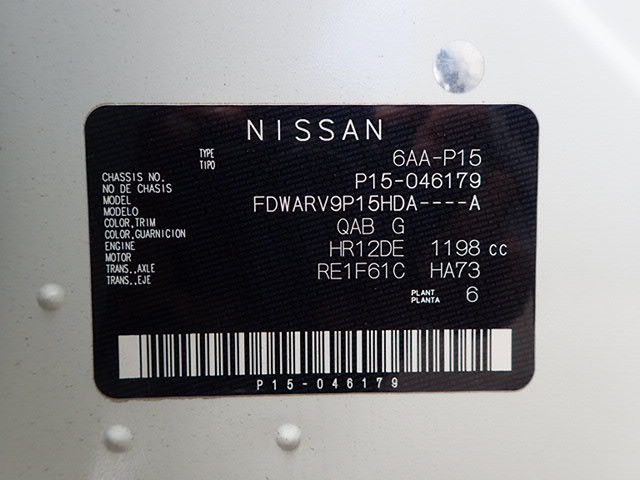 NISSAN
TYPE 6AA-P15
TIPO
CHASSIS NO. P15-046179
NO DE CHASSIS
MODEL FDWARV9P15HDA----A
MODELO
COLOR,TRIM QAB G
COLOR,GUARNICION
ENGINE HR12DE 1198 cc
MOTOR
TRANS.,AXLE RE1F61C HA73
TRANS.,EJE
PLANT 6
PLANTA
P15-046179